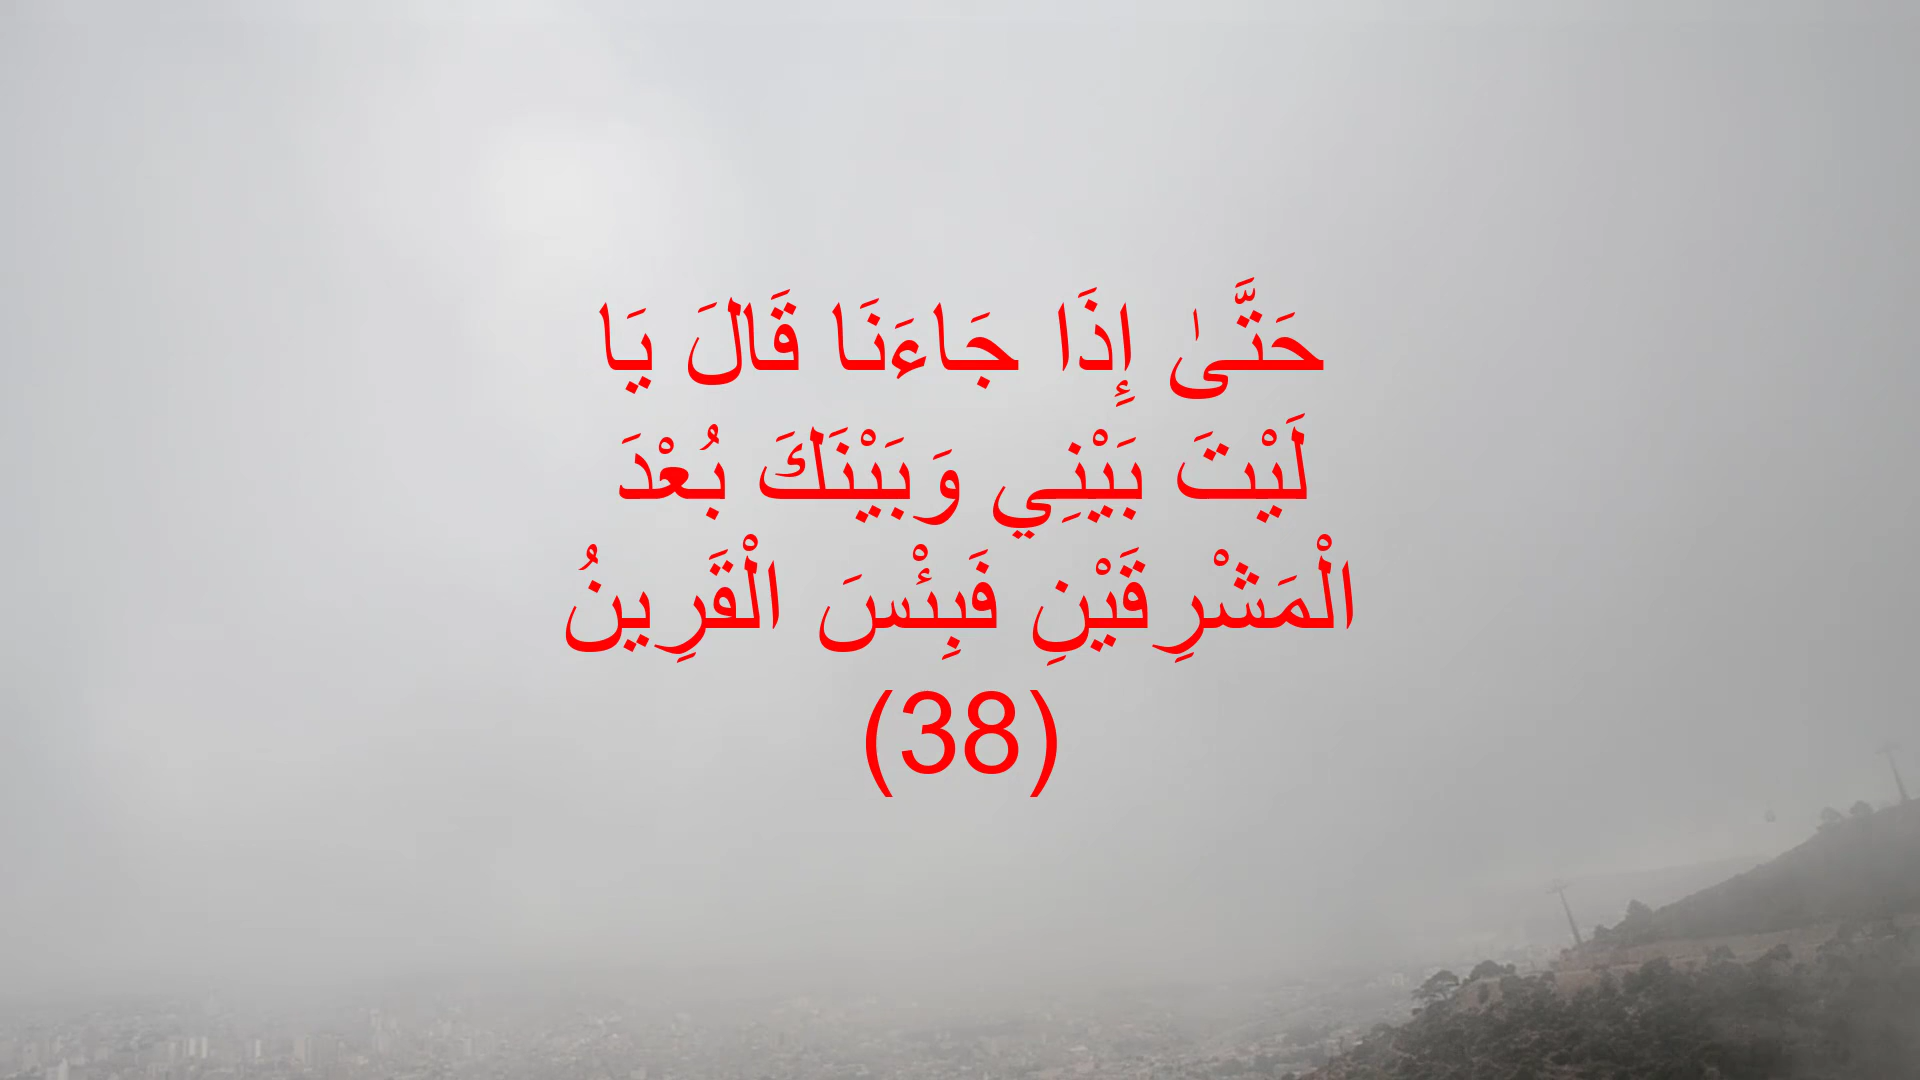 حَتَّىٰ إِذَا جَاءَنَا قَالَ يَا
لَيْتَ بَيْنِي وَبَيْنَكَ بُعْدَ
الْمَشْرِقَيْنِ فَبِئْسَ الْقَرِينُ
(38)